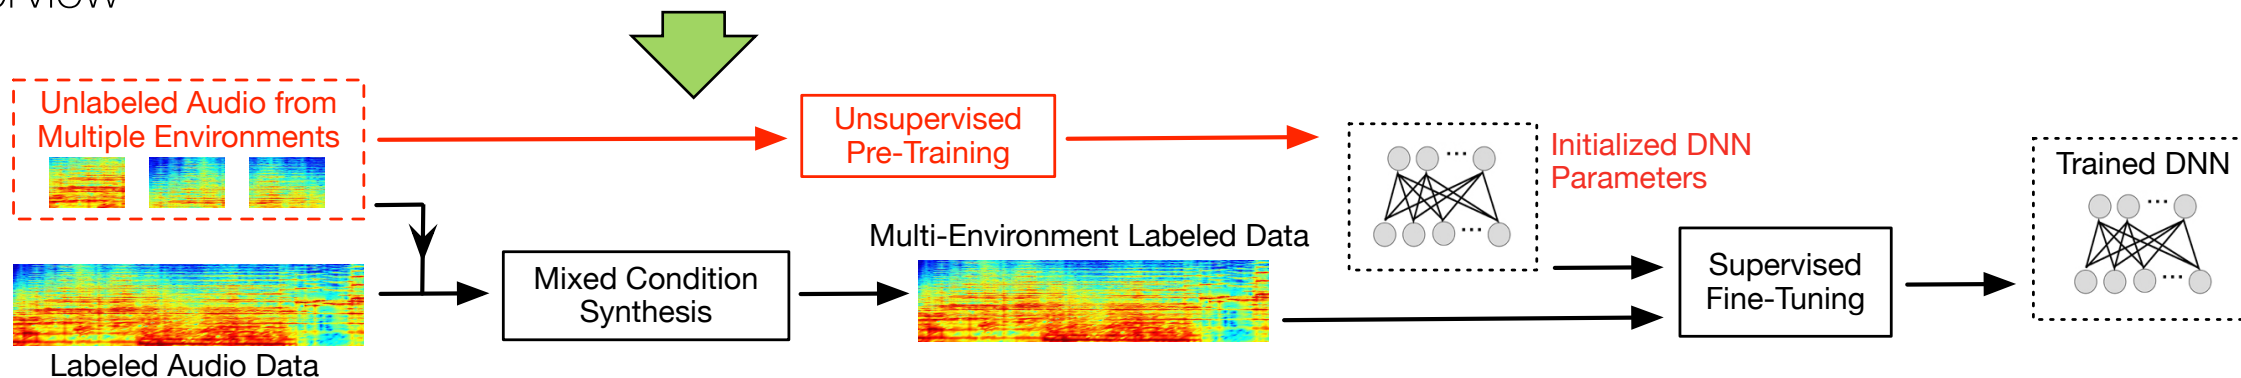 Unlabeled Audio from
Multiple Environments
Labeled Audio Data
Mixed Condition
Synthesis
Unsupervised
Pre-Training
Multi-Environment Labeled Data
Initialized DNN
Parameters
Supervised
Fine-Tuning
Trained DNN